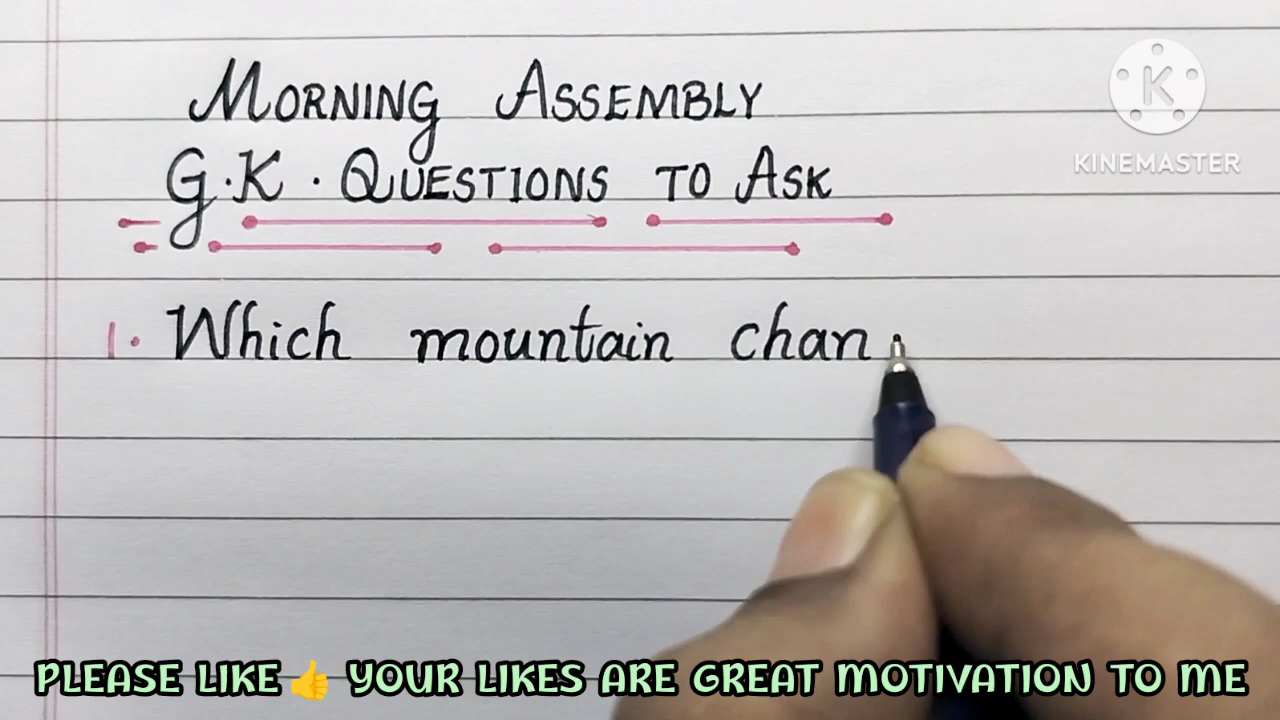 MORNING ASSEMBLY
G.K. QUESTIONS TO ASK
1. Which mountain chan
KINEMASTER
PLEASE LIKE👍 YOUR LIKES ARE GREAT MOTIVATION TO ME